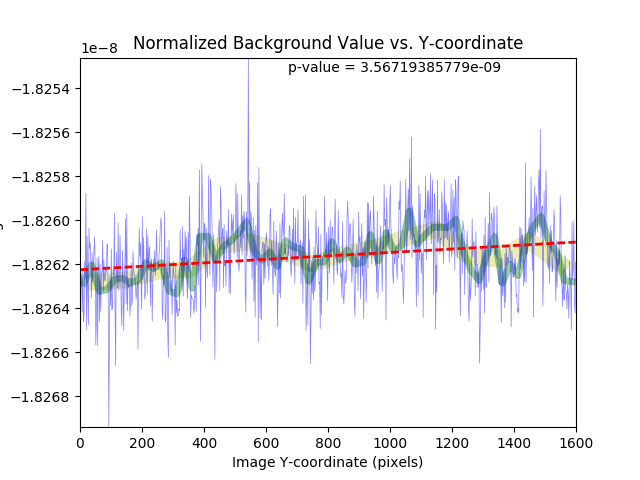 Normalized Background Value vs. Y-coordinate
1e−8
p-value = 3.56719385779e-09
−1.8254
−1.8256
−1.8258
−1.8260
−1.8262
−1.8264
−1.8266
−1.8268
0 200 400 600 800 1000 1200 1400 1600
Image Y-coordinate (pixels)